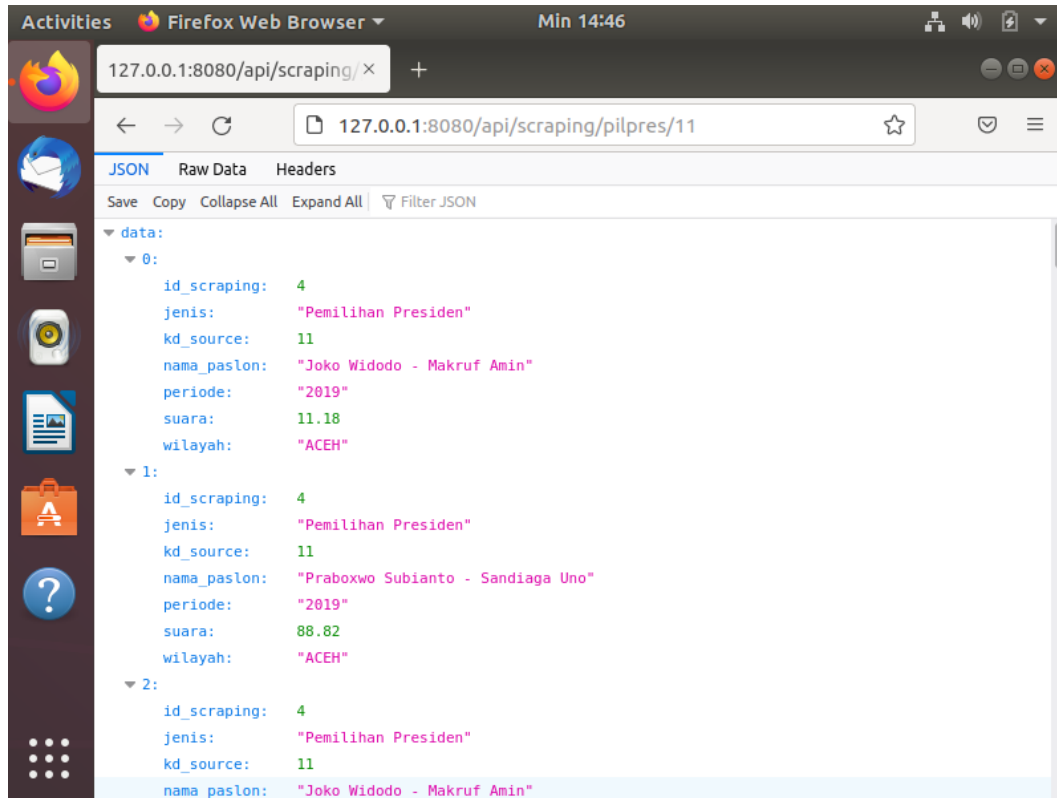 Activities Firefox Web Browser Min 14:46
127.0.0.1:8080/api/scraping/
127.0.0.1:8080/api/scraping/pilpres/11
JSON Raw Data Headers
Save Copy Collapse All Expand All Filter JSON
data:
0:
id_scraping: 4
jenis: "Pemilihan Presiden"
kd_source: 11
nama_paslon: "Joko Widodo - Makruf Amin"
periode: "2019"
suara: 11.18
wilayah: "ACEH"
1:
id_scraping: 4
jenis: "Pemilihan Presiden"
kd_source: 11
nama_paslon: "Praboxwo Subianto - Sandiaga Uno"
periode: "2019"
suara: 88.82
wilayah: "ACEH"
2:
id_scraping: 4
jenis: "Pemilihan Presiden"
kd_source: 11
nama_paslon: "Joko Widodo - Makruf Amin"